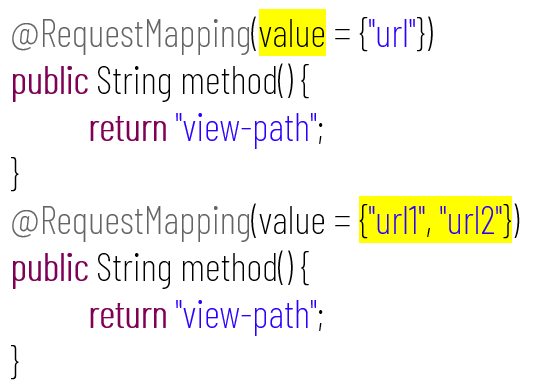 @RequestMapping(value = {"url"})
public String method() {
return "view-path";
}
@RequestMapping(value = {"url1", "url2"})
public String method() {
return "view-path";
}